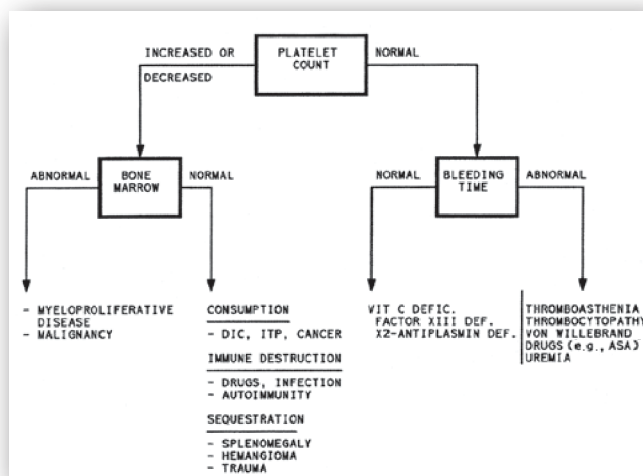 PLATELET
COUNT
INCREASED OR
DECREASED
NORMAL
BONE
MARROW
ABNORMAL
NORMAL
BLEEDING
TIME
NORMAL
ABNORMAL
- MYELOPROLIFERATIVE
DISEASE
- MALIGNANCY
CONSUMPTION
- DIC, ITP, CANCER
IMMUNE DESTRUCTION
- DRUGS, INFECTION
- AUTOIMMUNITY
SEQUESTRATION
- SPLENOMEGALY
- HEMANGIOMA
- TRAUMA
VIT C DEFIC.
FACTOR XIII DEF.
X2-ANTIPLASMIN DEF.
THROMBOASTHENIA
THROMBOCYTOPATHY
VON WILLEBRAND
DRUGS (e.g., ASA)
UREMIA